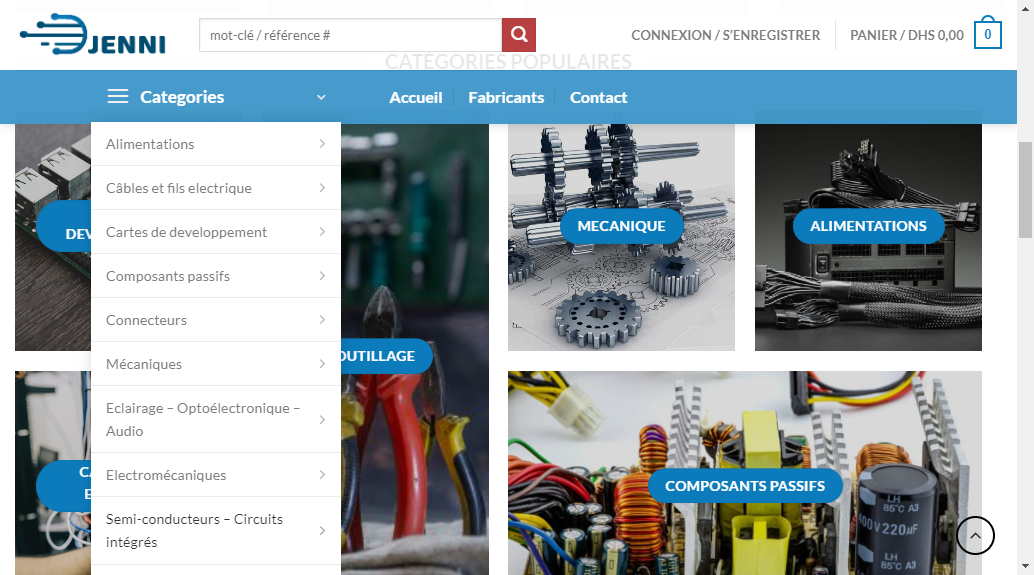 JENNI
mot-clé / référence #
CONNEXION / S'ENREGISTRER
PANIER / DHS 0,00
0
CATÉGORIES POPULAIRES
Categories
Accueil
Fabricants
Contact
Alimentations
Câbles et fils electrique
Cartes de developpement
Composants passifs
Connecteurs
Mécaniques
Eclairage – Optoélectronique –
Audio
Electromécaniques
Semi-conducteurs – Circuits
intégrés
DEV
OUTILLAGE
MECANIQUE
ALIMENTATIONS
CA
E
COMPOSANTS PASSIFS
LH
85°C A3
400V220µF
LH
85°C A3